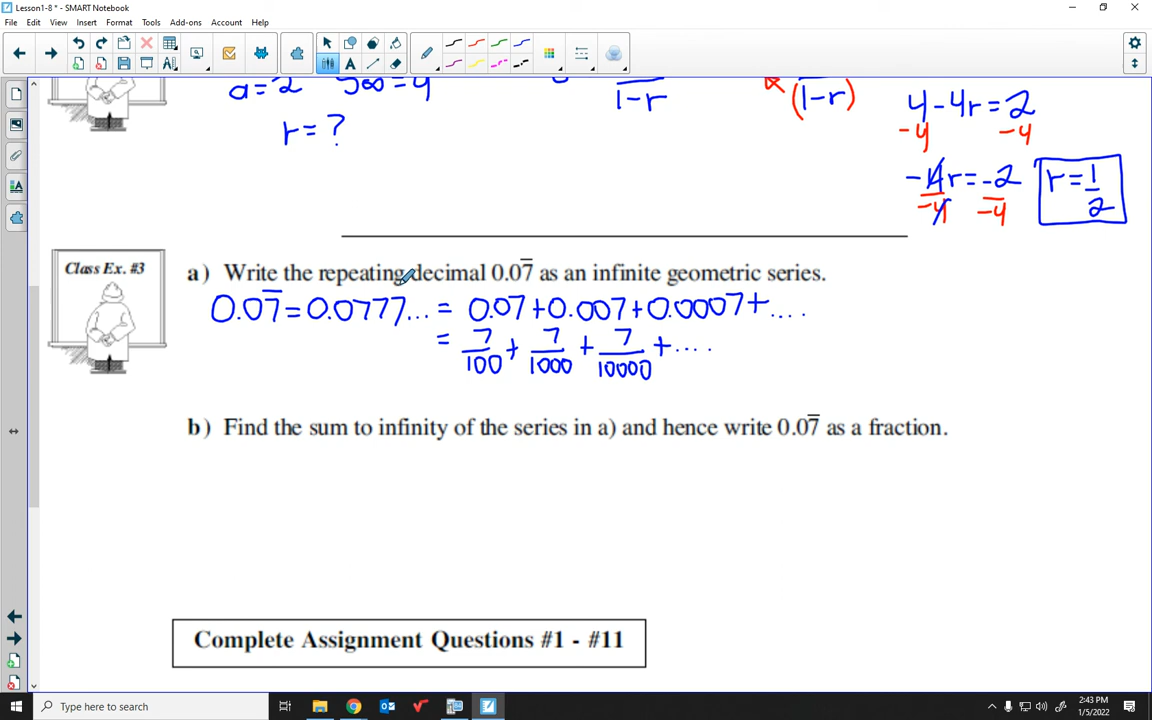 Lesson1-8 * - SMART Notebook
File Edit View Insert Format Tools Add-ons Account Help
a=2 S∞=4
1-r
(1-r)
4-4r=2
-4 -4
r=?
-4r=-2
-4 -4
r=1/2
Class Ex. #3
a) Write the repeating decimal 0.07̅ as an infinite geometric series.
0.07̅=0.0777... = 0.07+0.007+0.0007+....
= 7/100 + 7/1000 + 7/10000 + ....
b) Find the sum to infinity of the series in a) and hence write 0.07̅ as a fraction.
Complete Assignment Questions #1 - #11
Type here to search
2:43 PM
1/5/2022